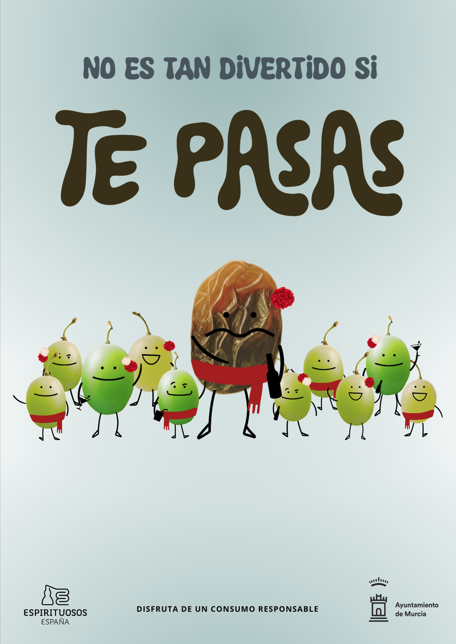 NO ES TAN DiVERTiDO Si
TE PASAS
ESPIRITUOSOS
ESPAÑA
DISFRUTA DE UN CONSUMO RESPONSABLE
Ayuntamiento
de Murcia